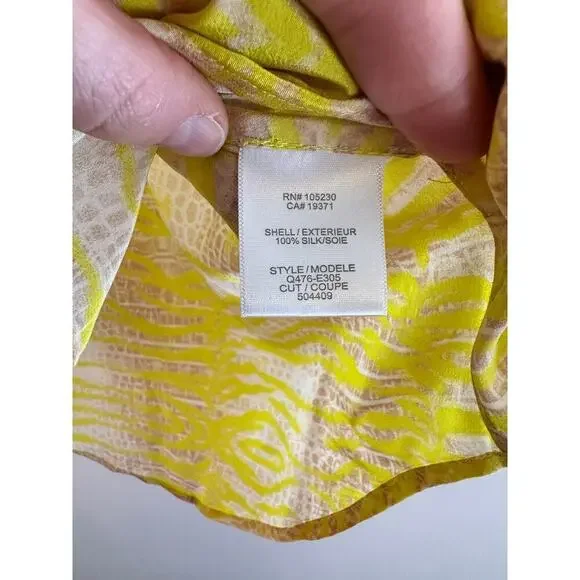 RN# 105230
CA# 19371
SHELL / EXTERIEUR
100% SILK/SOIE
STYLE / MODELE
Q476-E305
CUT / COUPE
504409